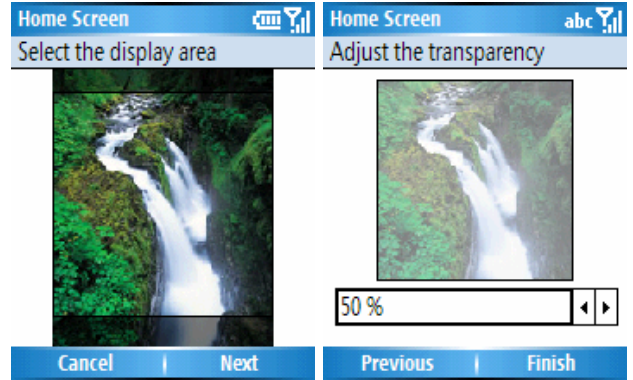 Home Screen
Select the display area
Cancel Next
Home Screen abc
Adjust the transparency
50 %
Previous Finish